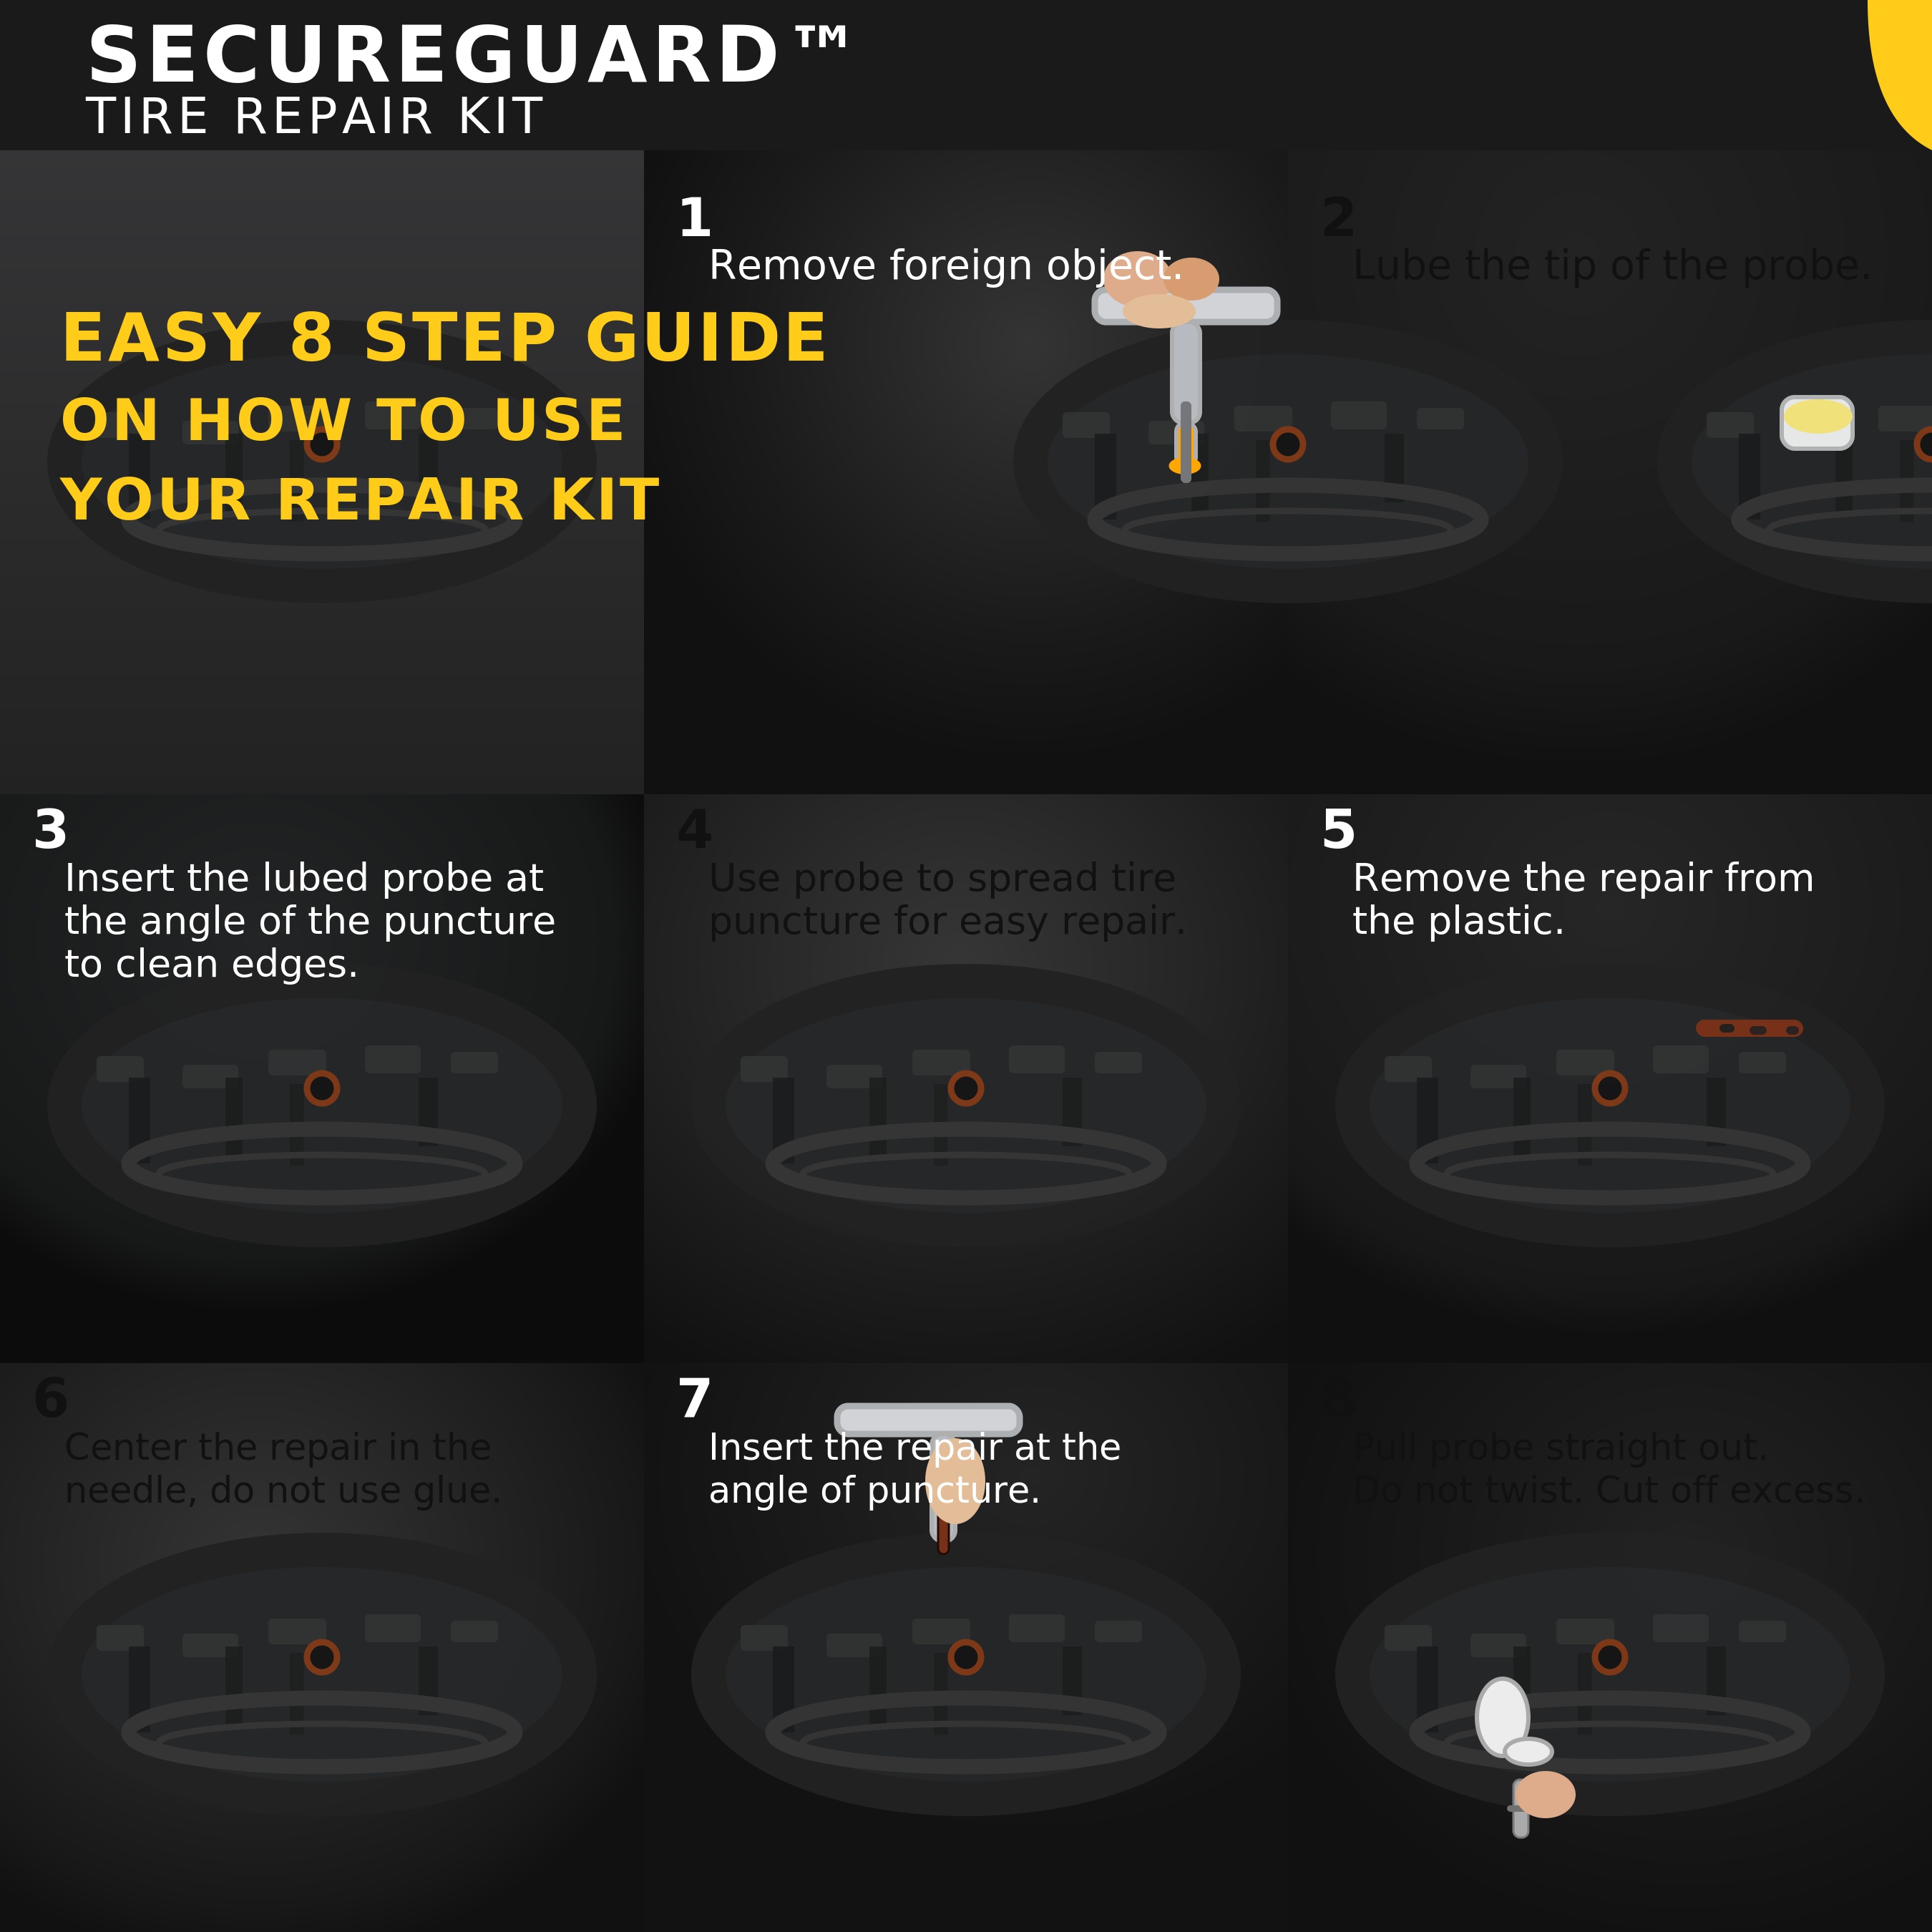 SECUREGUARD™
TIRE REPAIR KIT
EASY 8 STEP GUIDE
ON HOW TO USE
YOUR REPAIR KIT
1
Remove foreign object.
2
Lube the tip of the probe.
3
Insert the lubed probe at
the angle of the puncture
to clean edges.
4
Use probe to spread tire
puncture for easy repair.
5
Remove the repair from
the plastic.
6
Center the repair in the
needle, do not use glue.
7
Insert the repair at the
angle of puncture.
8
Pull probe straight out.
Do not twist. Cut off excess.